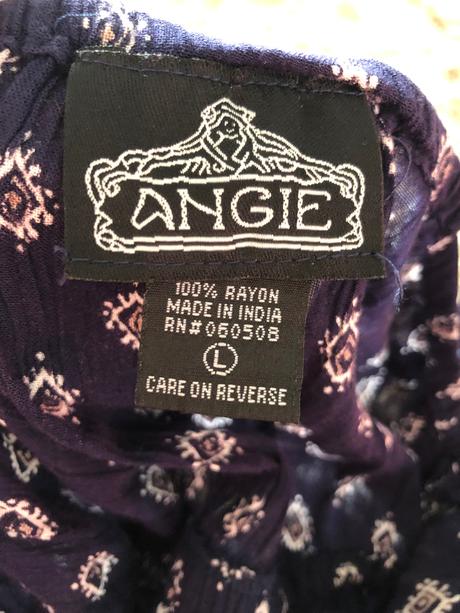 ANGIE
100% RAYON
MADE IN INDIA
RN#060508
L
CARE ON REVERSE